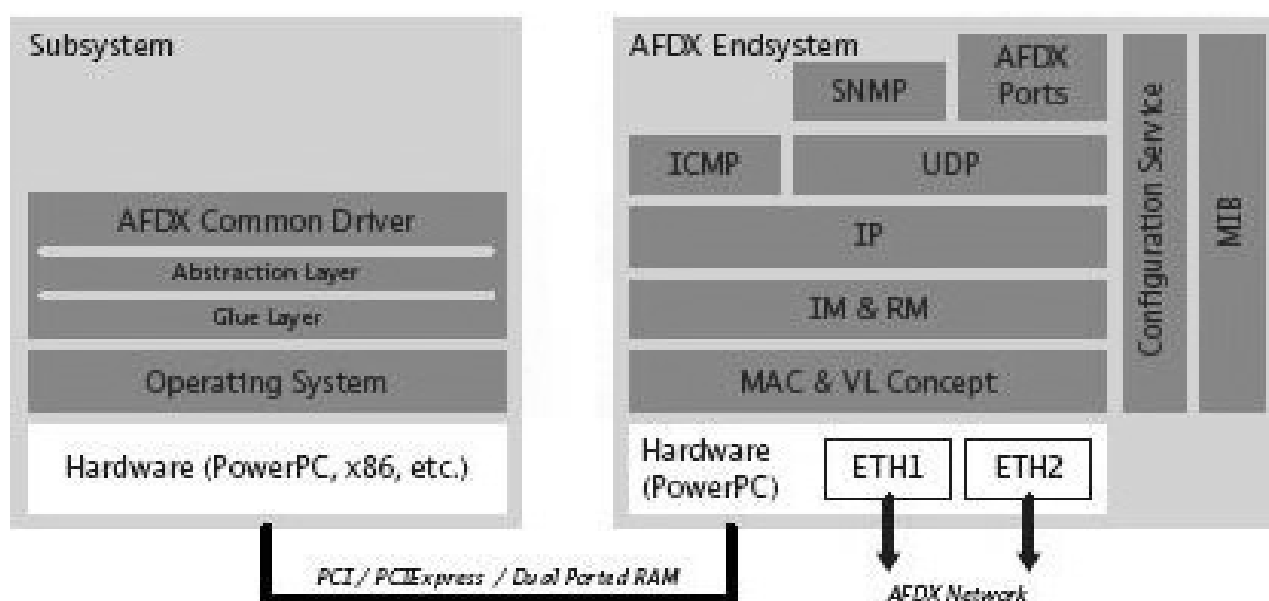 Subsystem
AFDX Common Driver
Abstraction Layer
Glue Layer
Operating System
Hardware (PowerPC, x86, etc.)
AFDX Endsystem
SNMP
AFDX
Ports
ICMP
UDP
IP
IM & RM
MAC & VL Concept
Configuration Service
MIB
Hardware
(PowerPC)
ETH1
ETH2
PCI / PCIExpress / Dual Ported RAM
AFDX Network